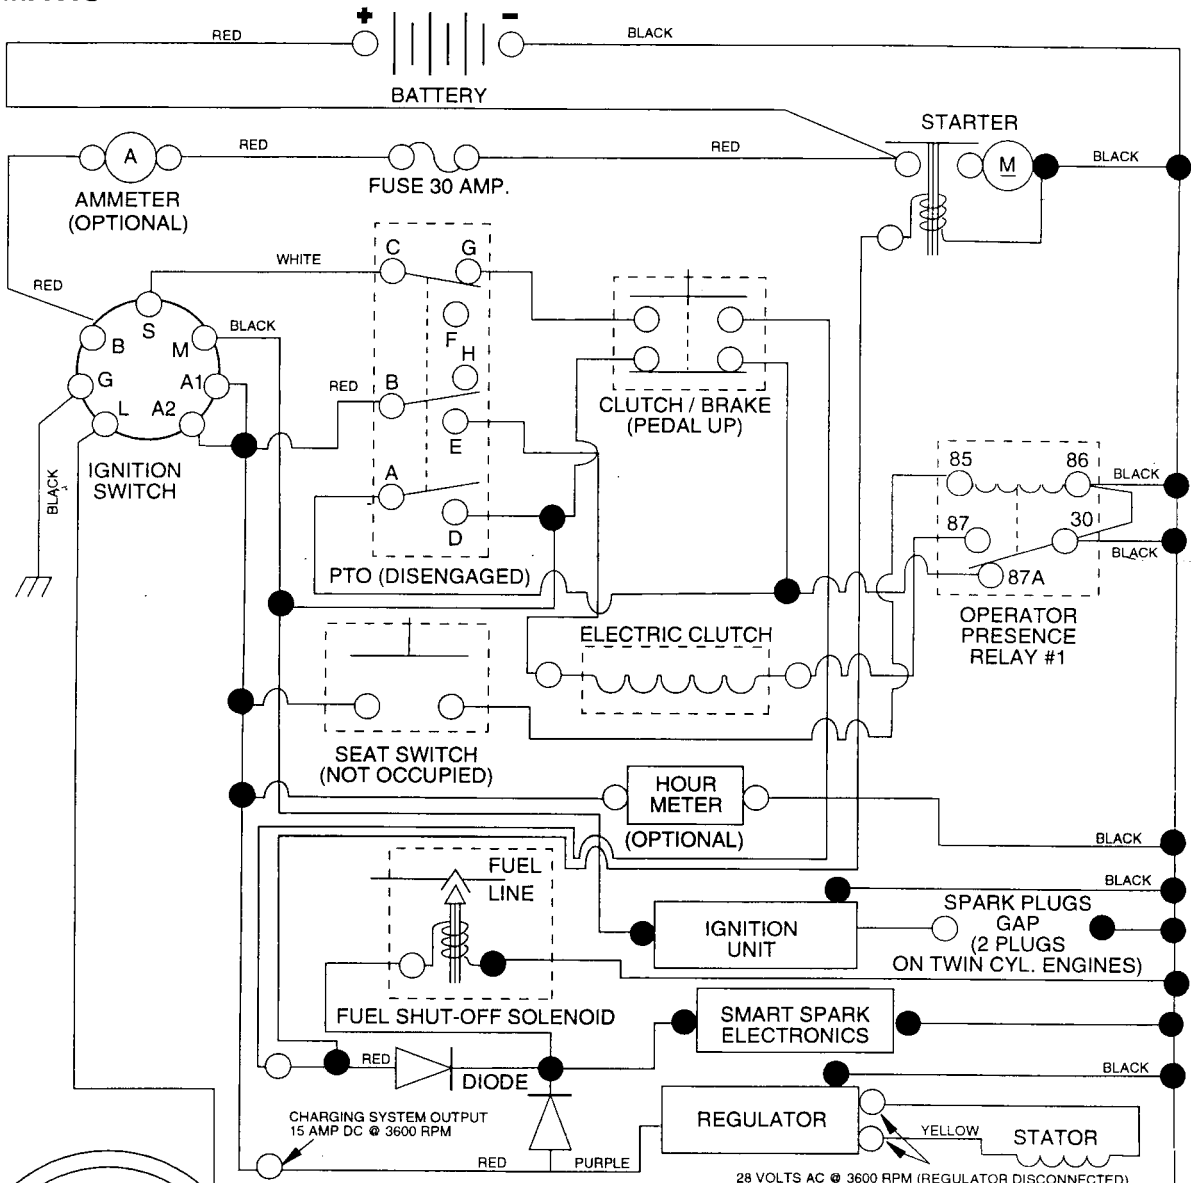 + -
RED
BLACK
BATTERY
STARTER
A
RED
RED
M
BLACK
AMMETER
(OPTIONAL)
FUSE 30 AMP.
C G
WHITE
RED
S
B
M
BLACK
F
H
G
A1
RED
B
L
A2
E
CLUTCH / BRAKE
(PEDAL UP)
IGNITION
SWITCH
BLACK
A
D
85 86
BLACK
87 30
BLACK
87A
PTO (DISENGAGED)
OPERATOR
PRESENCE
RELAY #1
ELECTRIC CLUTCH
SEAT SWITCH
(NOT OCCUPIED)
HOUR
METER
(OPTIONAL)
BLACK
FUEL
LINE
BLACK
SPARK PLUGS
GAP
(2 PLUGS
ON TWIN CYL. ENGINES)
IGNITION
UNIT
FUEL SHUT-OFF SOLENOID
SMART SPARK
ELECTRONICS
RED
DIODE
BLACK
CHARGING SYSTEM OUTPUT
15 AMP DC @ 3600 RPM
REGULATOR
YELLOW
STATOR
RED
PURPLE
28 VOLTS AC @ 3600 RPM (REGULATOR DISCONNECTED)